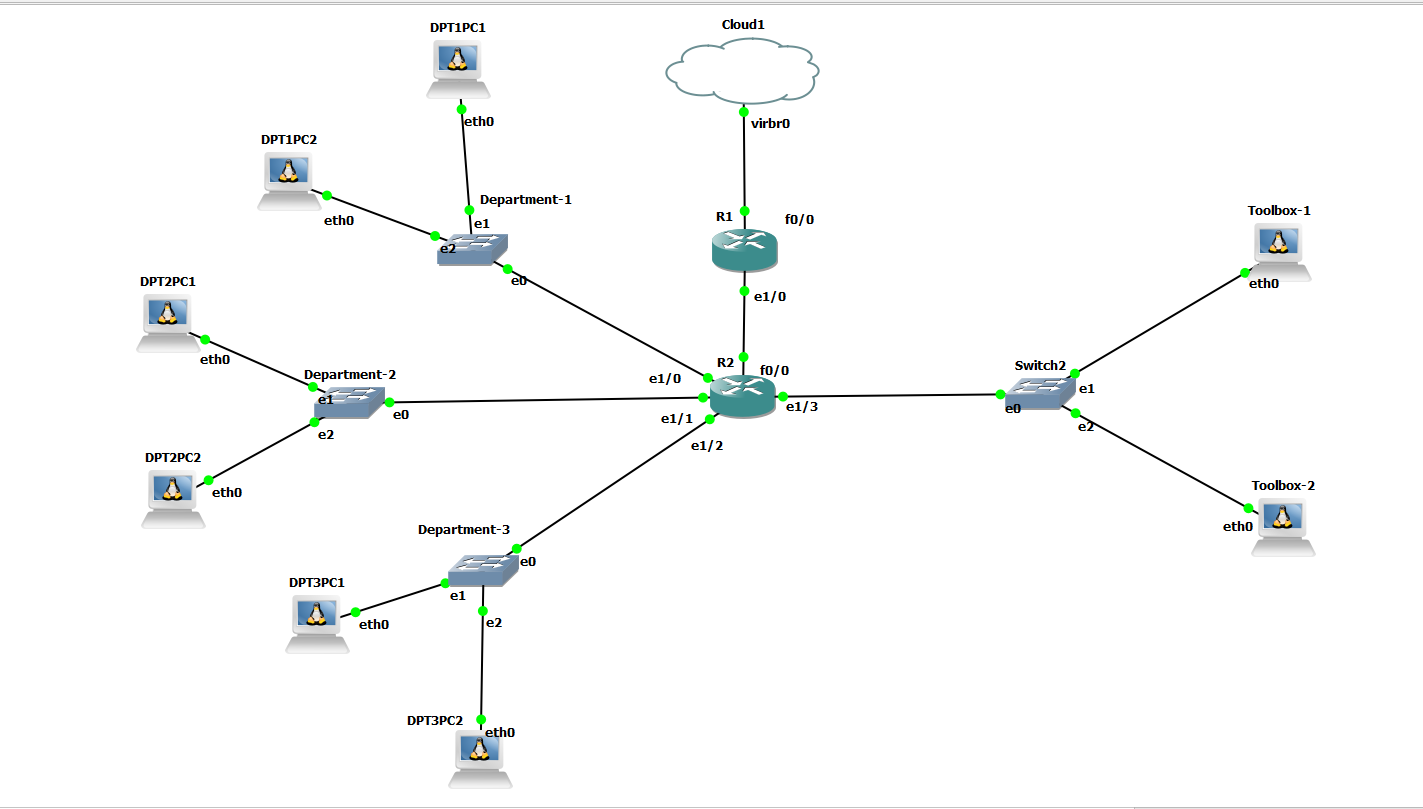 DPT1PC1
Cloud1
eth0
virbr0
DPT1PC2
eth0
Department-1
e1
e2
e0
R1
f0/0
e1/0
Toolbox-1
eth0
DPT2PC1
eth0
Department-2
e1
e0
e2
R2
f0/0
e1/0
e1/1
e1/2
e1/3
Switch2
e0
e1
e2
DPT2PC2
eth0
Toolbox-2
eth0
Department-3
e0
e1
e2
DPT3PC1
eth0
DPT3PC2
eth0